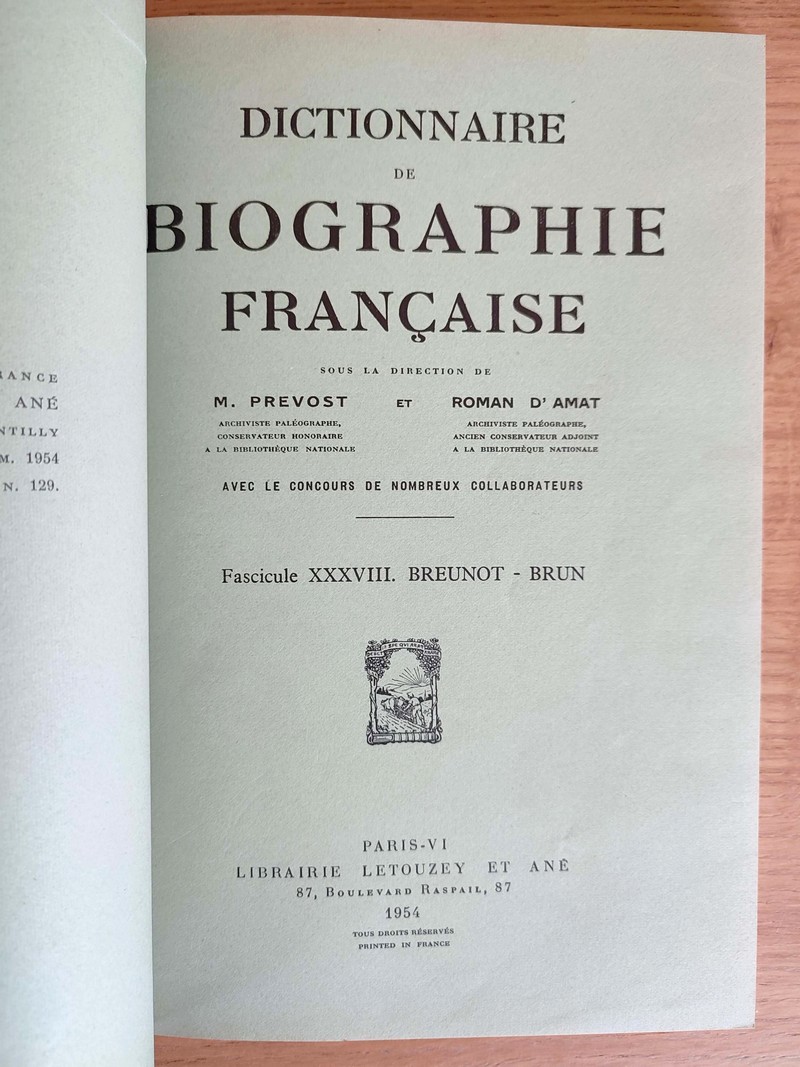 RANCE
ANÉ
NTILLY
M. 1954
N. 129.
DICTIONNAIRE
DE
BIOGRAPHIE
FRANÇAISE
SOUS LA DIRECTION DE
M. PREVOST ET ROMAN D'AMAT
ARCHIVISTE PALÉOGRAPHE, ARCHIVISTE PALÉOGRAPHE,
CONSERVATEUR HONORAIRE ANCIEN CONSERVATEUR ADJOINT
A LA BIBLIOTHÈQUE NATIONALE A LA BIBLIOTHÈQUE NATIONALE
AVEC LE CONCOURS DE NOMBREUX COLLABORATEURS
Fascicule XXXVIII. BREUNOT - BRUN
PARIS-VI
LIBRAIRIE LETOUZEY ET ANÉ
87, BOULEVARD RASPAIL, 87
1954
TOUS DROITS RÉSERVÉS
PRINTED IN FRANCE